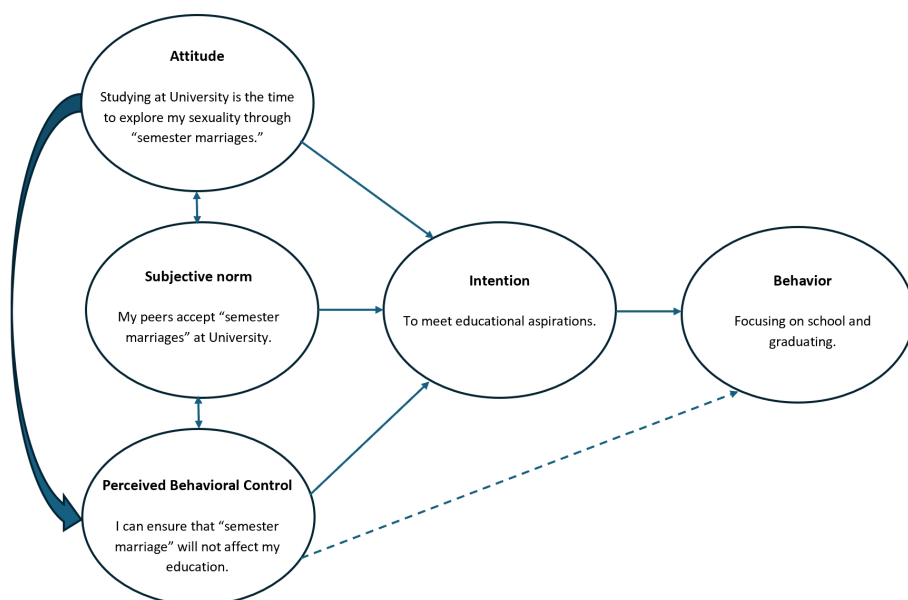 Attitude
Studying at University is the time
to explore my sexuality through
“semester marriages.”
Subjective norm
My peers accept “semester
marriages” at University.
Perceived Behavioral Control
I can ensure that “semester
marriage” will not affect my
education.
Intention
To meet educational aspirations.
Behavior
Focusing on school and
graduating.